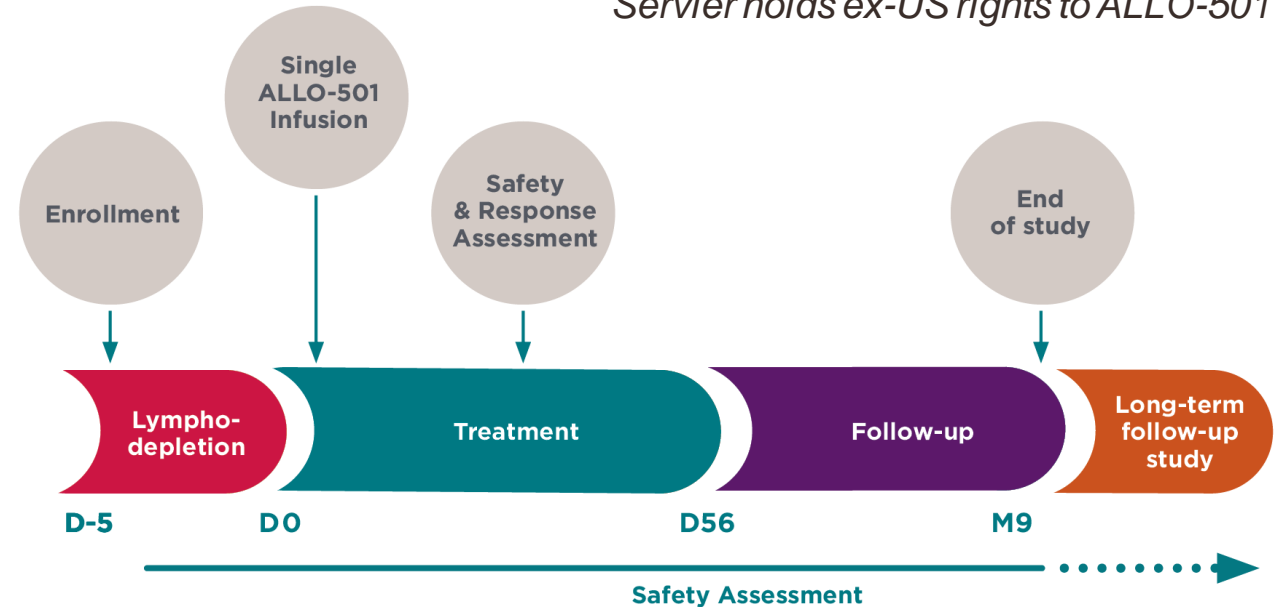 Servier holds ex-US rights to ALLO-501
Single
ALLO-501
Infusion
Enrollment
Safety
& Response
Assessment
End
of study
Lympho-
depletion
Treatment
Follow-up
Long-term
follow-up
study
D-5
D0
D56
M9
Safety Assessment